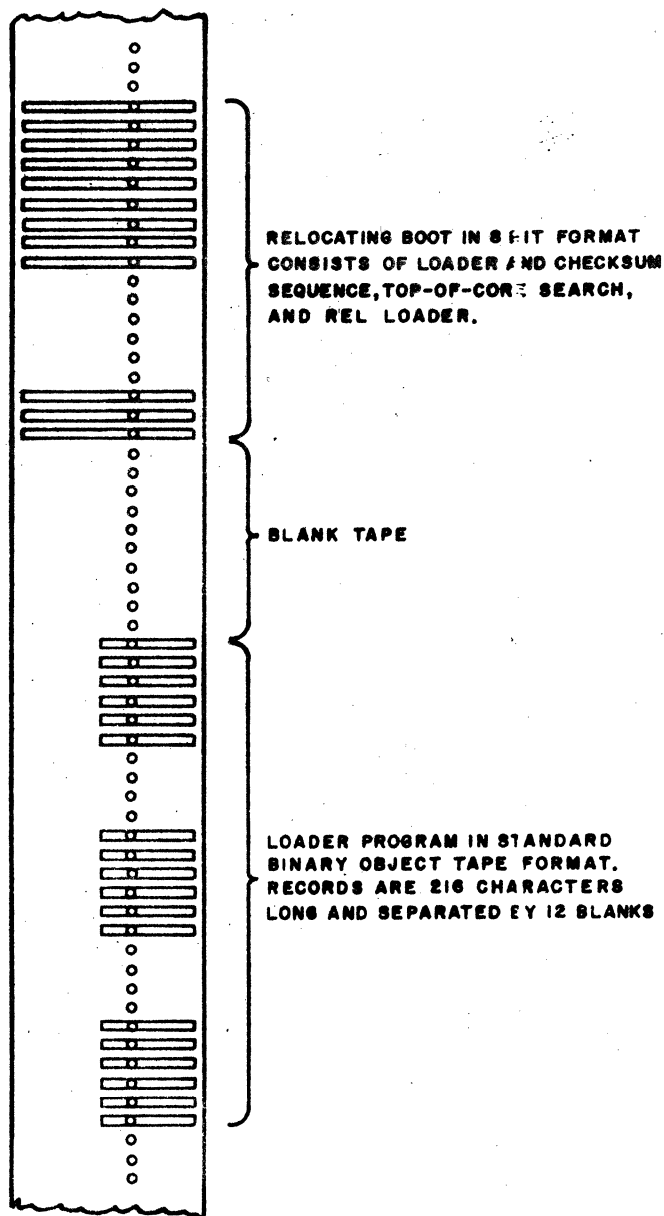 RELOCATING BOOT IN 8 BIT FORMAT
CONSISTS OF LOADER AND CHECKSUM
SEQUENCE, TOP-OF-CORE SEARCH,
AND REL LOADER.
BLANK TAPE
LOADER PROGRAM IN STANDARD
BINARY OBJECT TAPE FORMAT.
RECORDS ARE 216 CHARACTERS
LONG AND SEPARATED BY 12 BLANKS